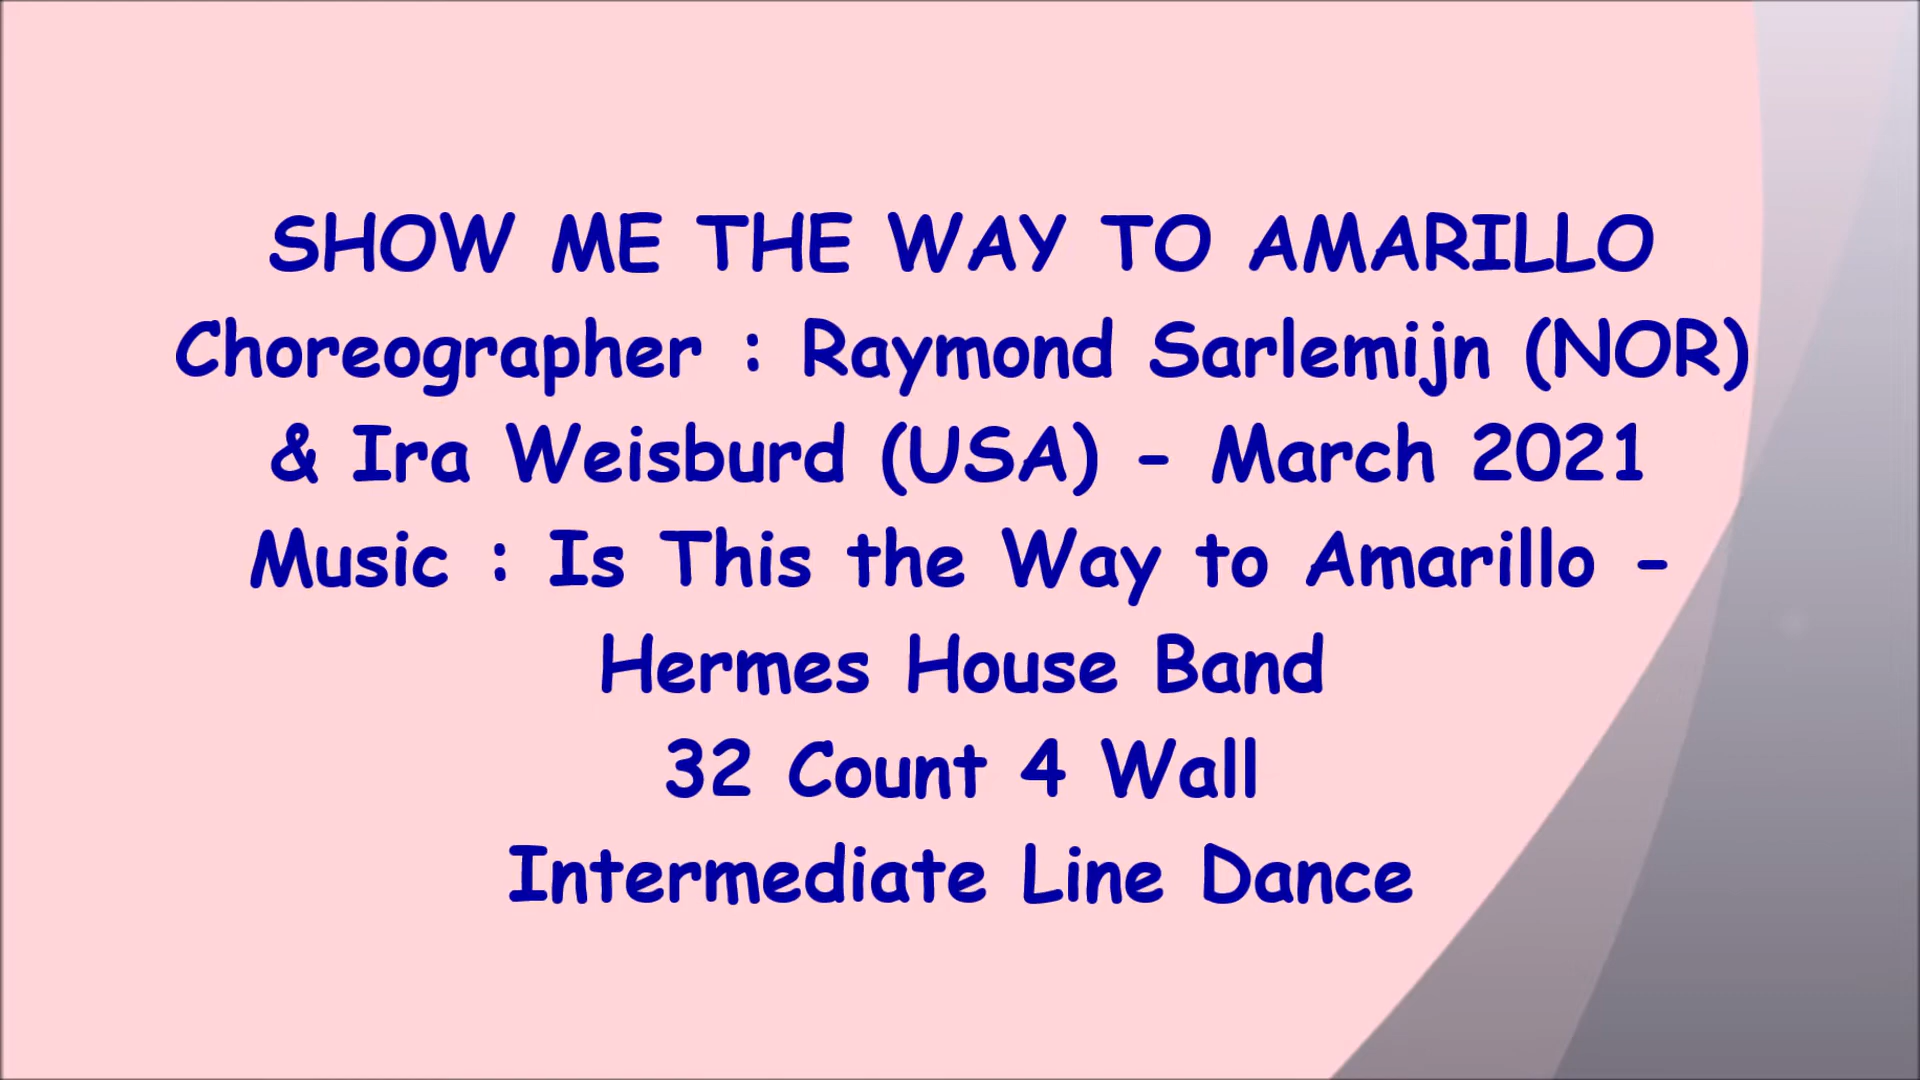 SHOW ME THE WAY TO AMARILLO
Choreographer : Raymond Sarlemijn (NOR)
& Ira Weisburd (USA) - March 2021
Music : Is This the Way to Amarillo -
Hermes House Band
32 Count 4 Wall
Intermediate Line Dance